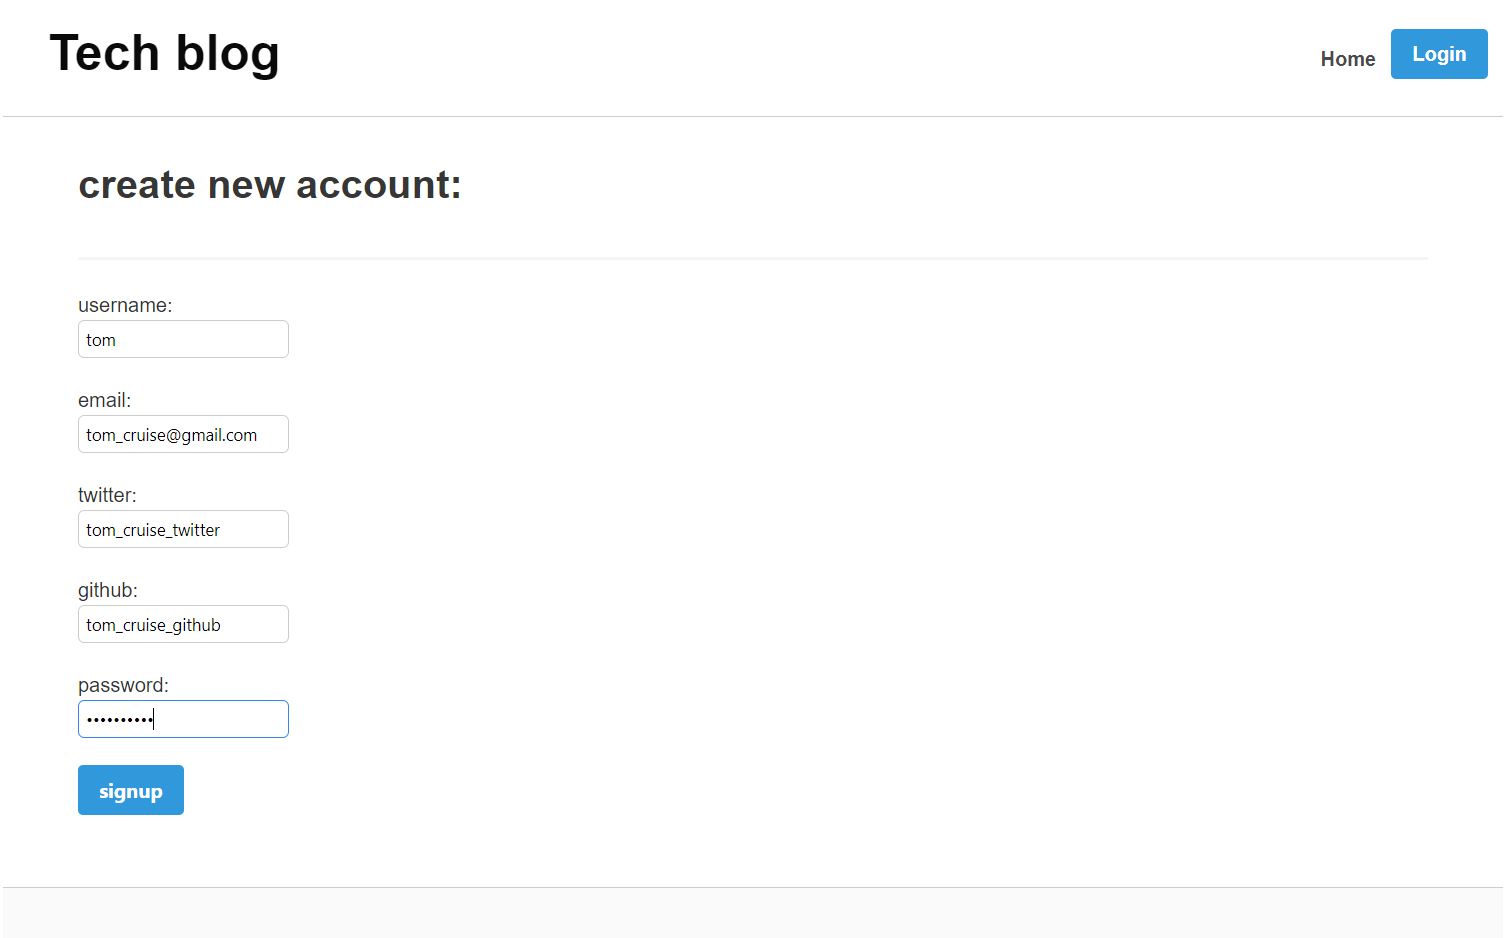 Tech blog
Home
Login
create new account:
username:
tom
email:
tom_cruise@gmail.com
twitter:
tom_cruise_twitter
github:
tom_cruise_github
password:
••••••••••
signup